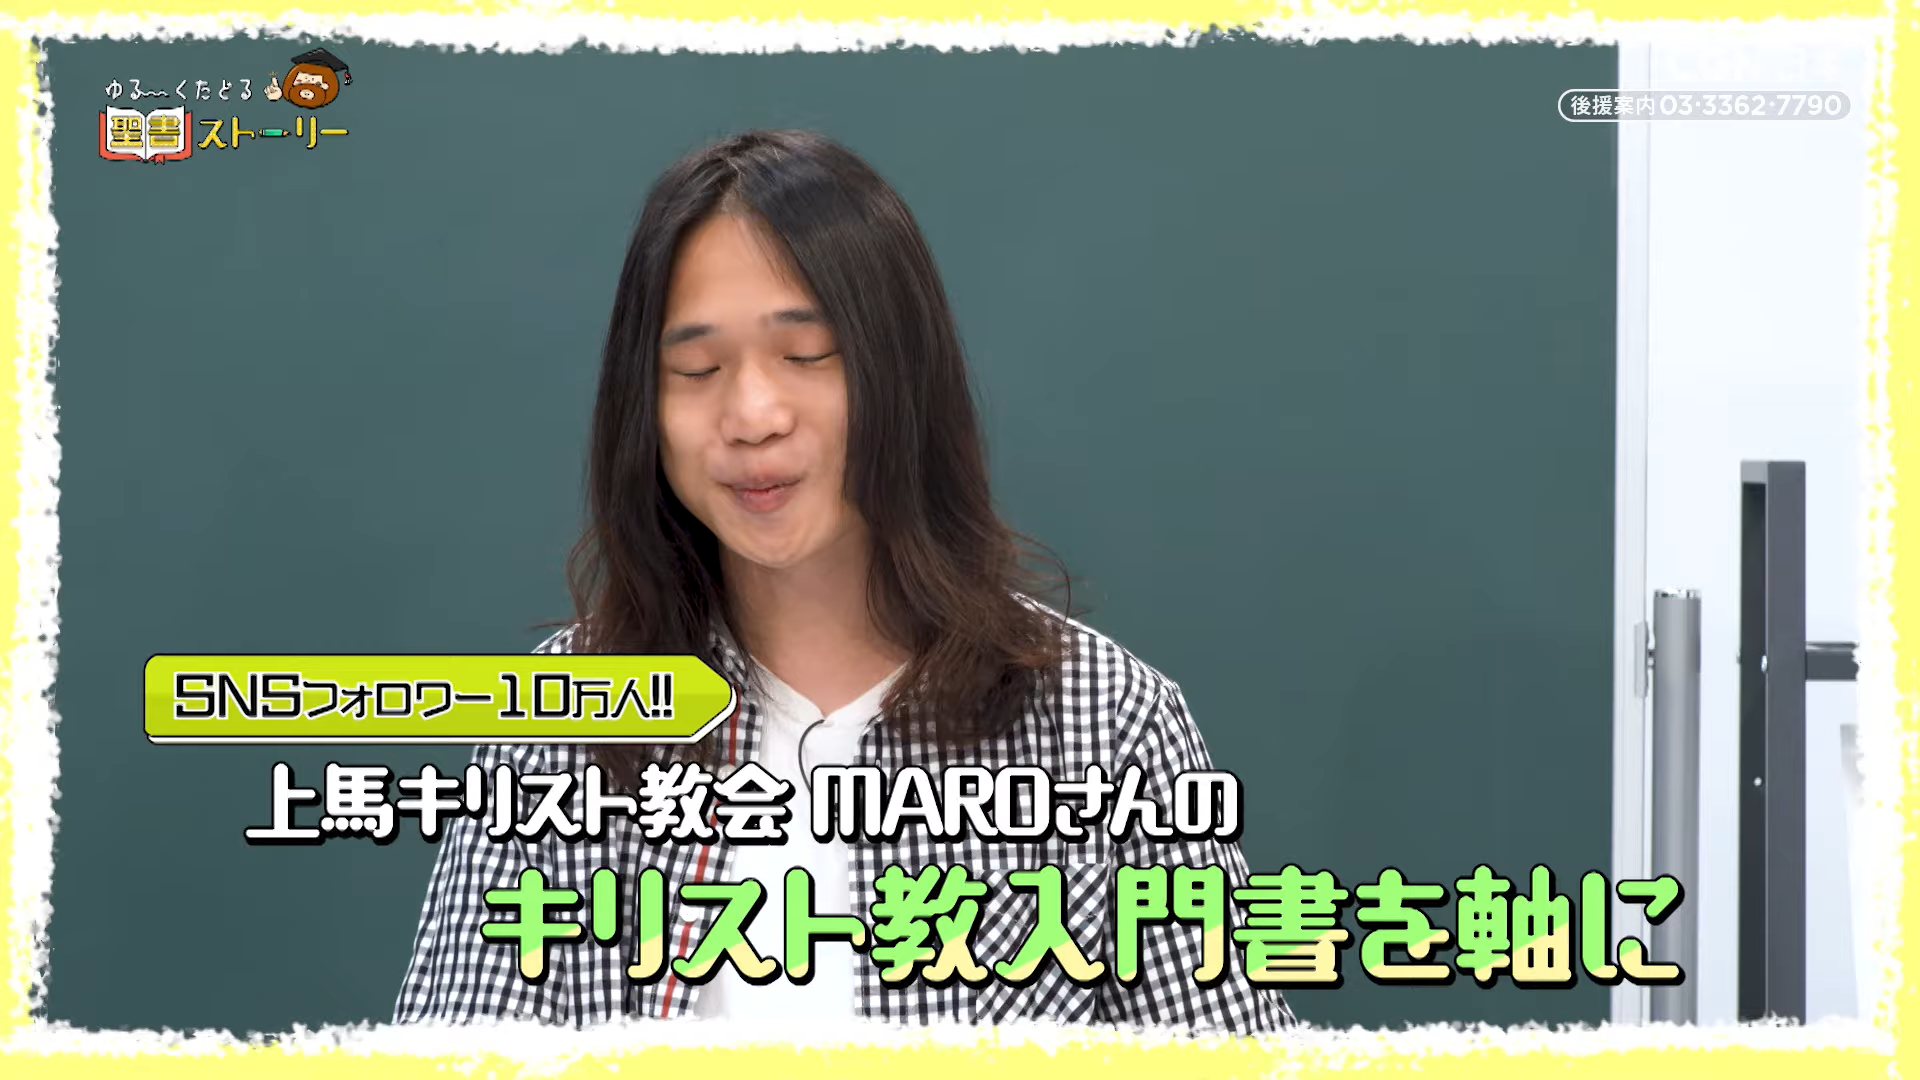 ゆる〜くたどる
聖書ストーリー
後援案内 03·3362·7790
SNSフォロワー10万人!!
上馬キリスト教会 MAROさんの
キリスト教入門書を軸に